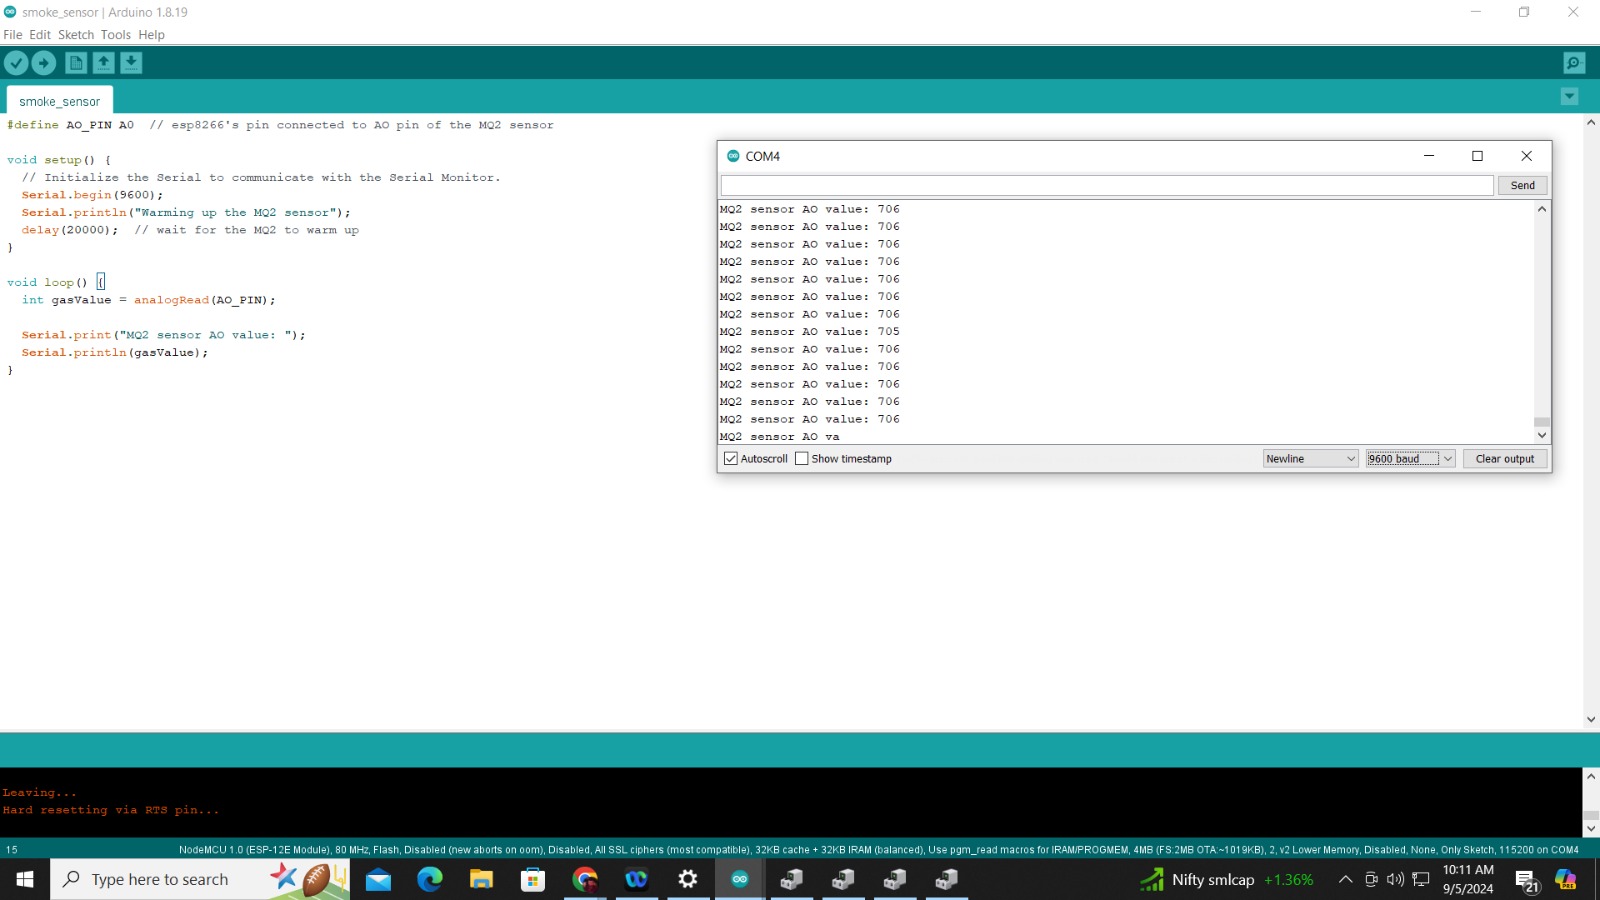 smoke_sensor | Arduino 1.8.19
File Edit Sketch Tools Help
smoke_sensor
#define AO_PIN A0  // esp8266's pin connected to AO pin of the MQ2 sensor
void setup() {
  // Initialize the Serial to communicate with the Serial Monitor.
  Serial.begin(9600);
  Serial.println("Warming up the MQ2 sensor");
  delay(20000);  // wait for the MQ2 to warm up
}
void loop() {
  int gasValue = analogRead(AO_PIN);
  Serial.print("MQ2 sensor AO value: ");
  Serial.println(gasValue);
}
COM4
Send
MQ2 sensor AO value: 706
MQ2 sensor AO value: 706
MQ2 sensor AO value: 706
MQ2 sensor AO value: 706
MQ2 sensor AO value: 706
MQ2 sensor AO value: 706
MQ2 sensor AO value: 706
MQ2 sensor AO value: 705
MQ2 sensor AO value: 706
MQ2 sensor AO value: 706
MQ2 sensor AO value: 706
MQ2 sensor AO value: 706
MQ2 sensor AO value: 706
MQ2 sensor AO va
Autoscroll Show timestamp Newline 9600 baud Clear output
Leaving...
Hard resetting via RTS pin...
15 NodeMCU 1.0 (ESP-12E Module), 80 MHz, Flash, Disabled (new aborts on oom), Disabled, All SSL ciphers (most compatible), 32KB cache + 32KB IRAM (balanced), Use pgm_read macros for IRAM/PROGMEM, 4MB (FS:2MB OTA:~1019KB), 2, v2 Lower Memory, Disabled, None, Only Sketch, 115200 on COM4
Type here to search
Nifty smlcap +1.36%
10:11 AM
9/5/2024
21
PRE